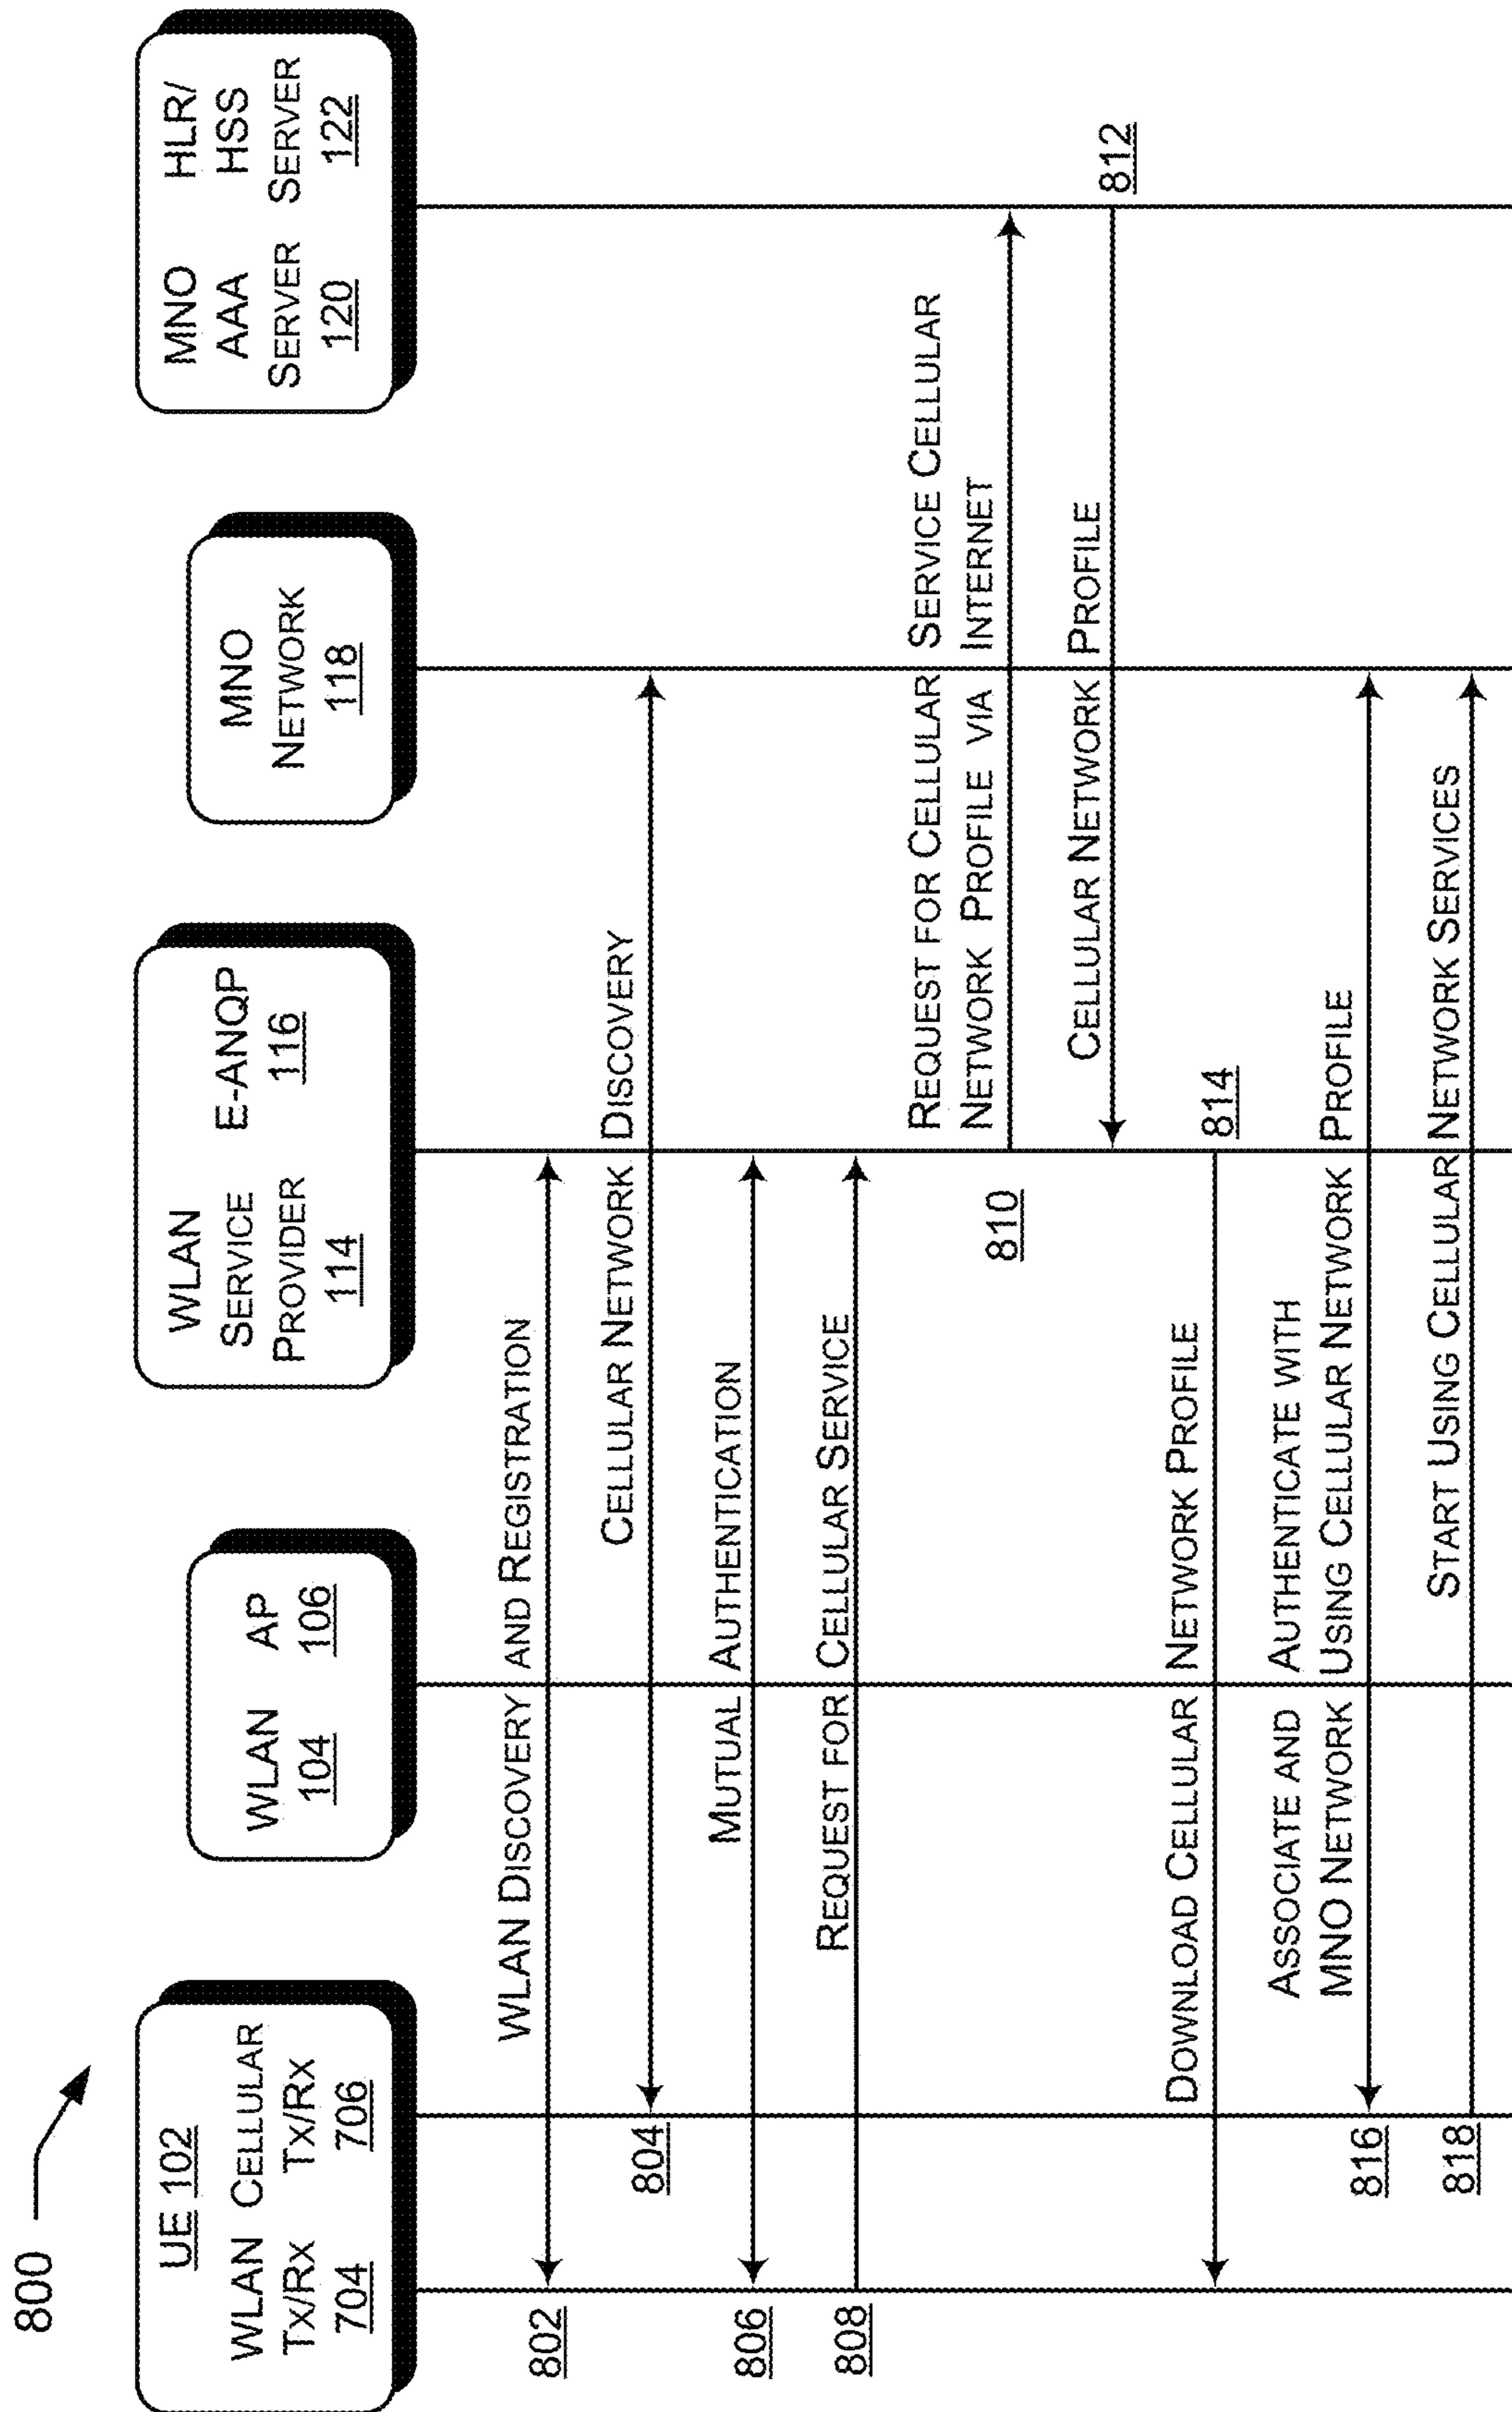 800
UE 102
WLAN CELLULAR
TX/RX TX/RX
704 706
WLAN AP
104 106
WLAN
SERVICE E-ANQP
PROVIDER 116
114
MNO
NETWORK
118
MNO HLR/
AAA HSS
SERVER SERVER
120 122
802
WLAN DISCOVERY AND REGISTRATION
804
CELLULAR NETWORK DISCOVERY
806
MUTUAL AUTHENTICATION
808
REQUEST FOR CELLULAR SERVICE
810
REQUEST FOR CELLULAR SERVICE CELLULAR
NETWORK PROFILE VIA INTERNET
812
CELLULAR NETWORK PROFILE
814
DOWNLOAD CELLULAR NETWORK PROFILE
816
ASSOCIATE AND AUTHENTICATE WITH
MNO NETWORK USING CELLULAR NETWORK PROFILE
818
START USING CELLULAR NETWORK SERVICES